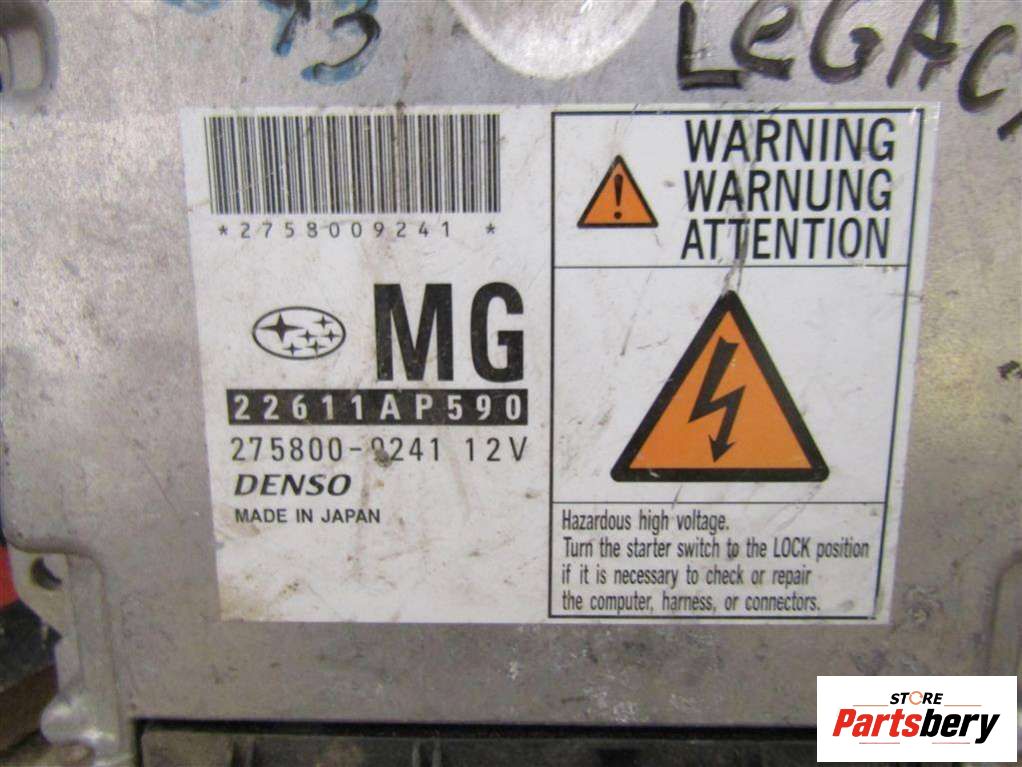 LEGACY
*2758009241*
MG
22611AP590
275800-9241 12V
DENSO
MADE IN JAPAN
WARNING
WARNUNG
ATTENTION
Hazardous high voltage.
Turn the starter switch to the LOCK position
if it is necessary to check or repair
the computer, harness, or connectors.
STORE
Partsbery